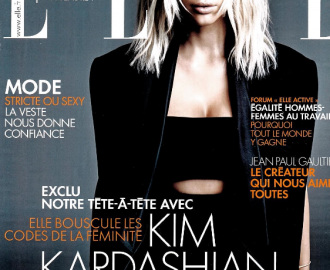 www.elle.fr
ELLE
MODE
STRICTE OU SEXY
LA VESTE
NOUS DONNE
CONFIANCE
FORUM « ELLE ACTIVE »
ÉGALITÉ HOMMES-
FEMMES AU TRAVAIL
POURQUOI
TOUT LE MONDE
Y GAGNE
JEAN PAUL GAULTIER
LE CRÉATEUR
QUI NOUS AIME
TOUTES
EXCLU
NOTRE TÊTE-À-TÊTE AVEC
ELLE BOUSCULE LES
CODES DE LA FÉMINITÉ
KIM
KARDASHIAN